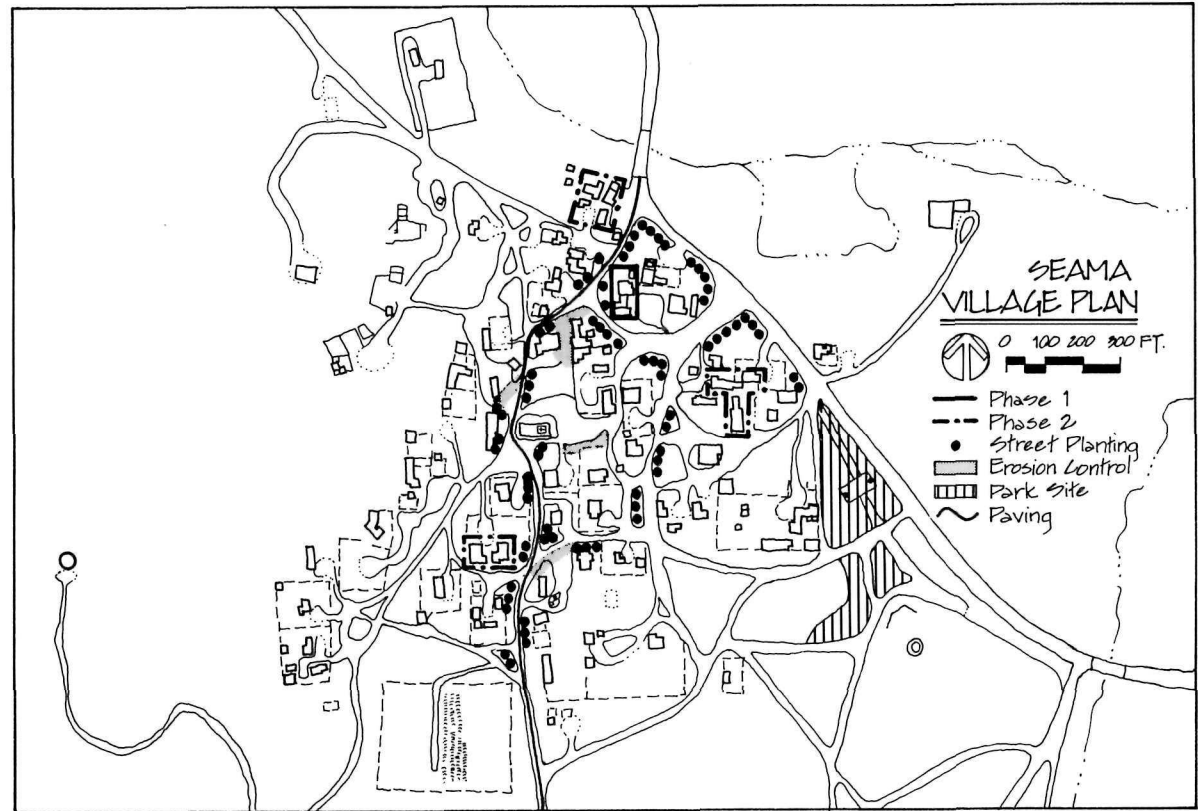 SEAMA
VILLAGE PLAN
0 100 200 300 FT.
Phase 1
Phase 2
Street Planting
Erosion Control
Park Site
Paving